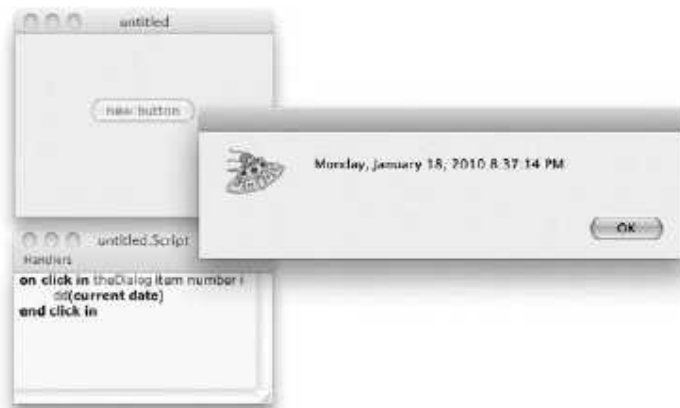 untitled
new button
Monday, January 18, 2010 8:37:14 PM
OK
untitled.Script
Handlers
on click in theDialog item number i
dd(current date)
end click in